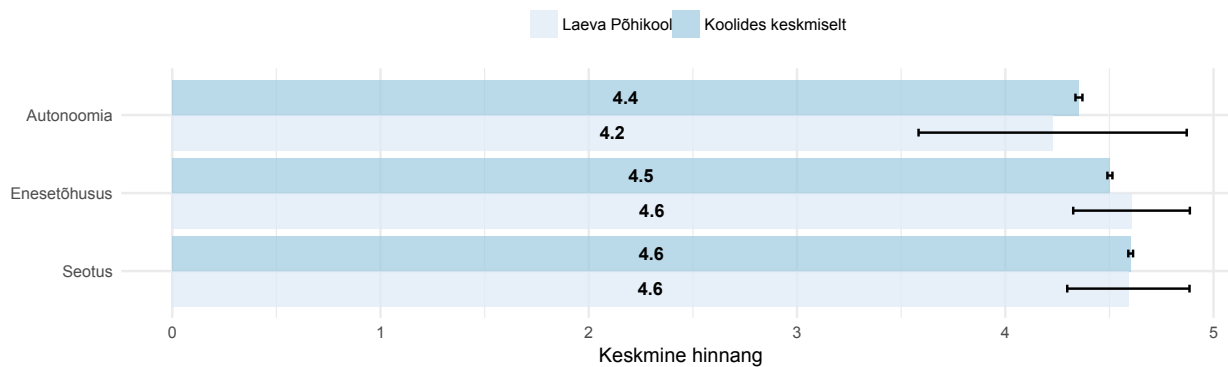 Laeva Põhikool Koolides keskmiselt
Autonoomia
4.4
4.2
Enesetõhusus
4.5
4.6
Seotus
4.6
4.6
0 1 2 3 4 5
Keskmine hinnang